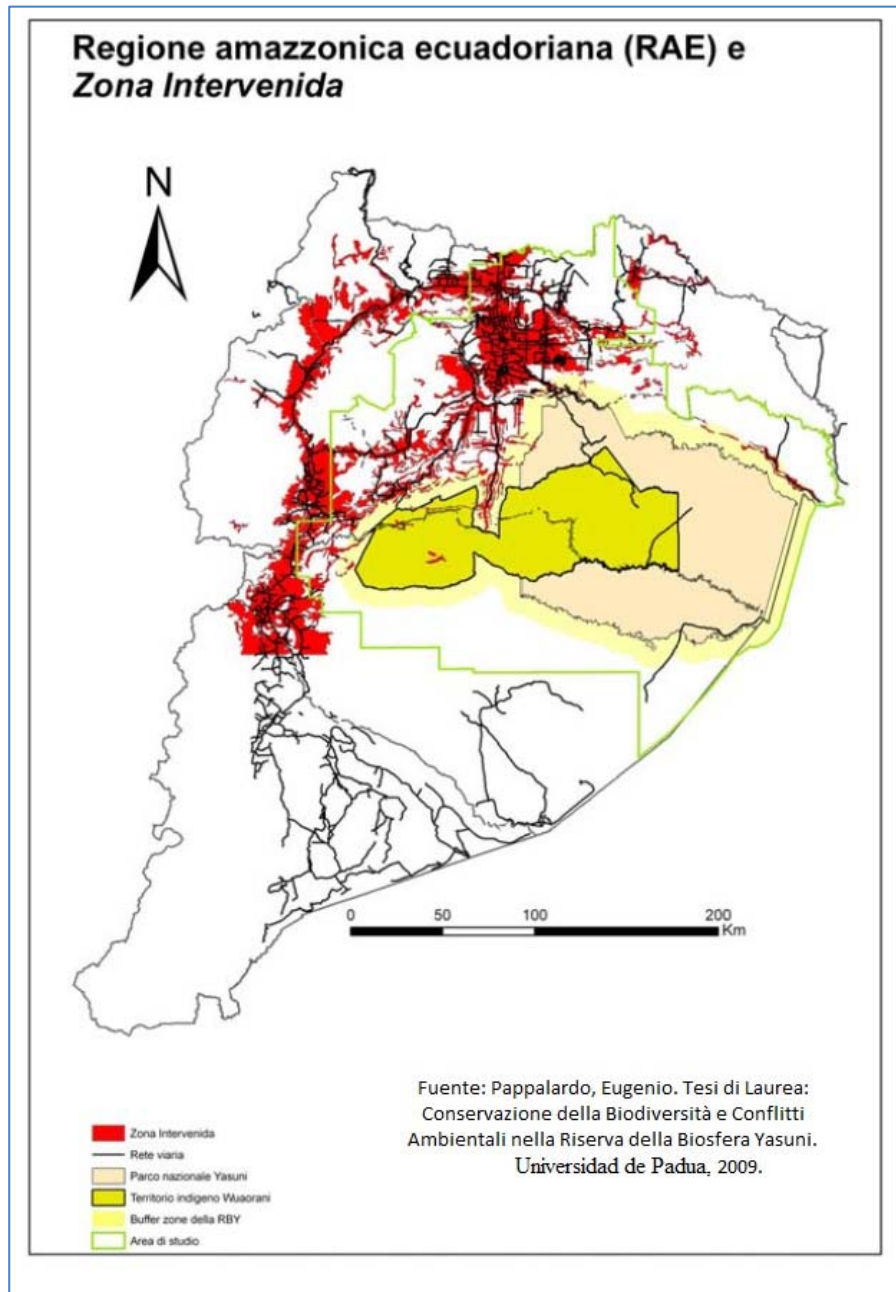 Regione amazzonica ecuadoriana (RAE) e
Zona Intervenida
N
0 50 100 200
Km
Fuente: Pappalardo, Eugenio. Tesi di Laurea:
Conservazione della Biodiversità e Conflitti
Ambientali nella Riserva della Biosfera Yasuni.
Universidad de Padua, 2009.
Zona Intervenida
Rete viaria
Parco nazionale Yasuni
Territorio indigeno Wuaorani
Buffer zone della RBY
Area di studio